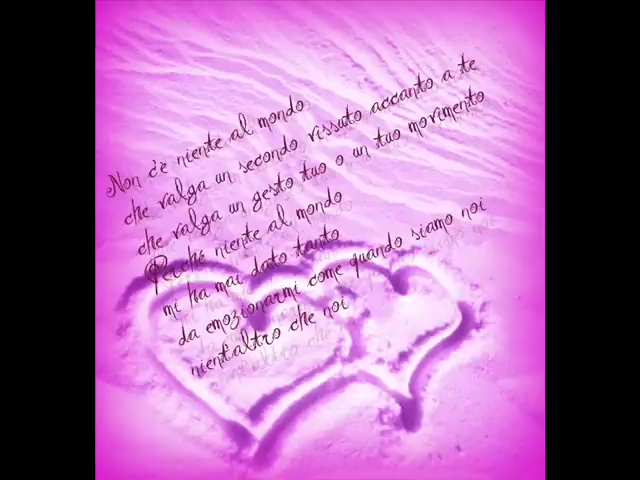 Non c'è niente al mondo
che valga un secondo vissuto accanto a te
che valga un gesto tuo o un tuo movimento
Perché niente al mondo
mi ha mai dato tanto
da emozionarmi come quando siamo noi
nient'altro che noi